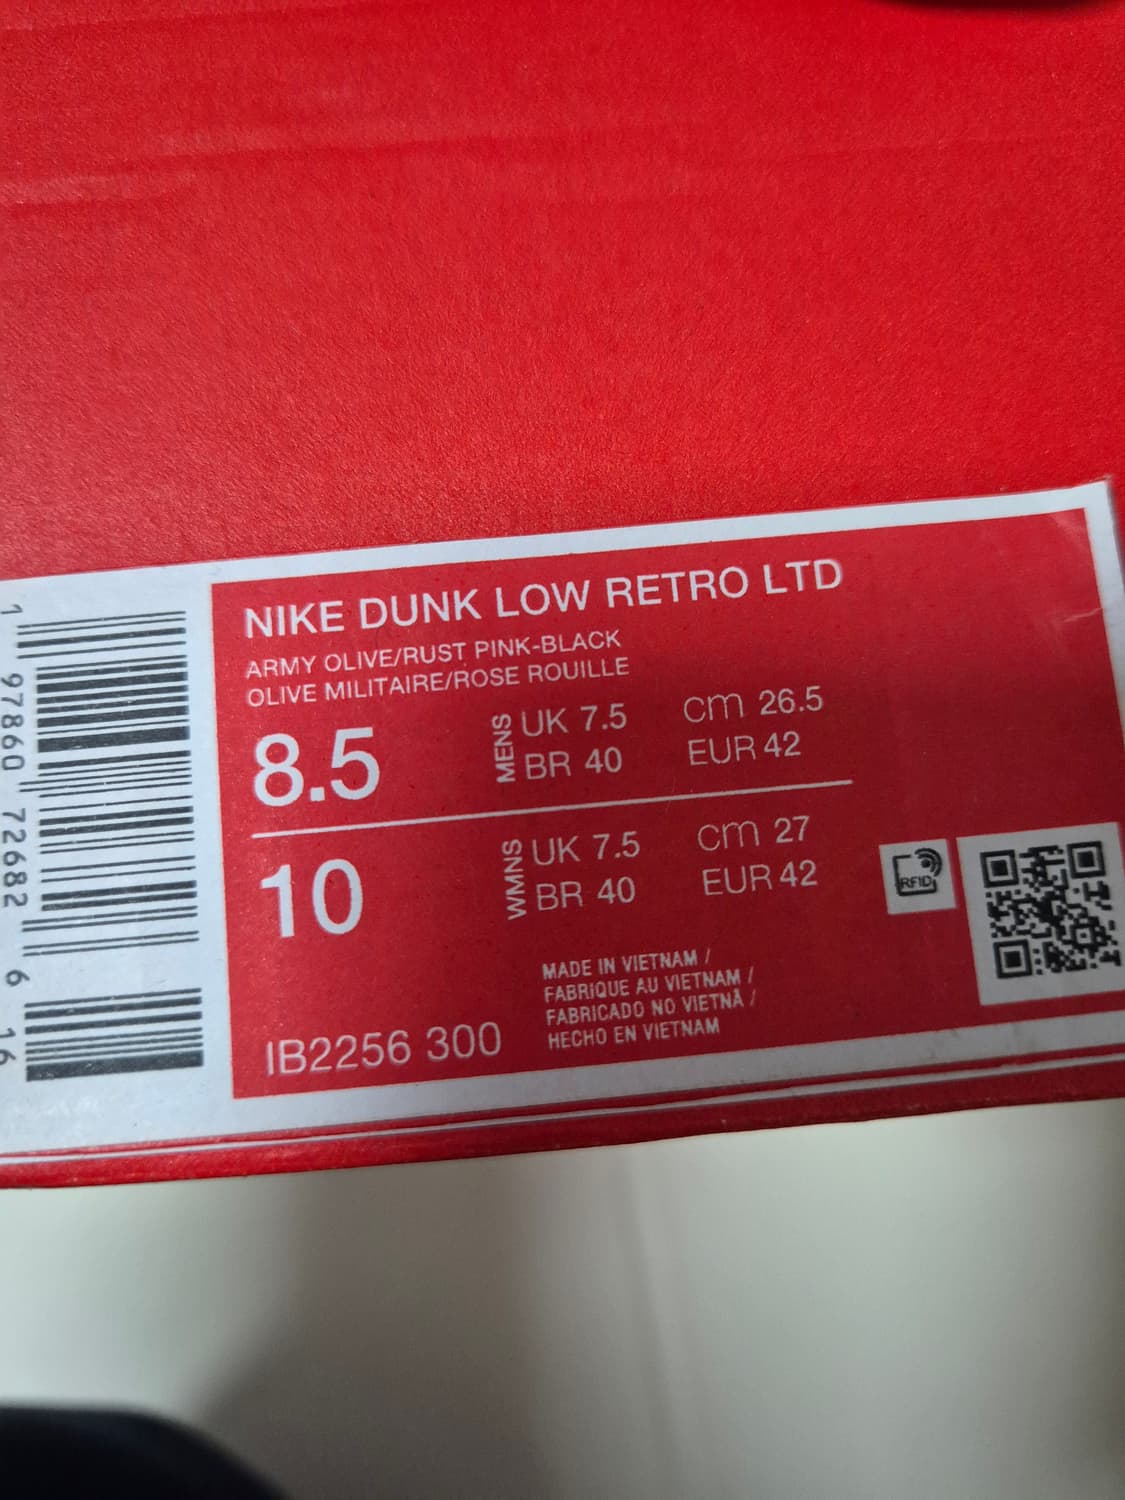 NIKE DUNK LOW RETRO LTD
ARMY OLIVE/RUST PINK-BLACK
OLIVE MILITAIRE/ROSE ROUILLE
8.5
MENS
UK 7.5
cm 26.5
BR 40
EUR 42
10
WMNS
UK 7.5
cm 27
BR 40
EUR 42
RFID
MADE IN VIETNAM /
FABRIQUE AU VIETNAM /
FABRICADO NO VIETNÃ /
HECHO EN VIETNAM
IB2256 300
1 97860 72682 6 16